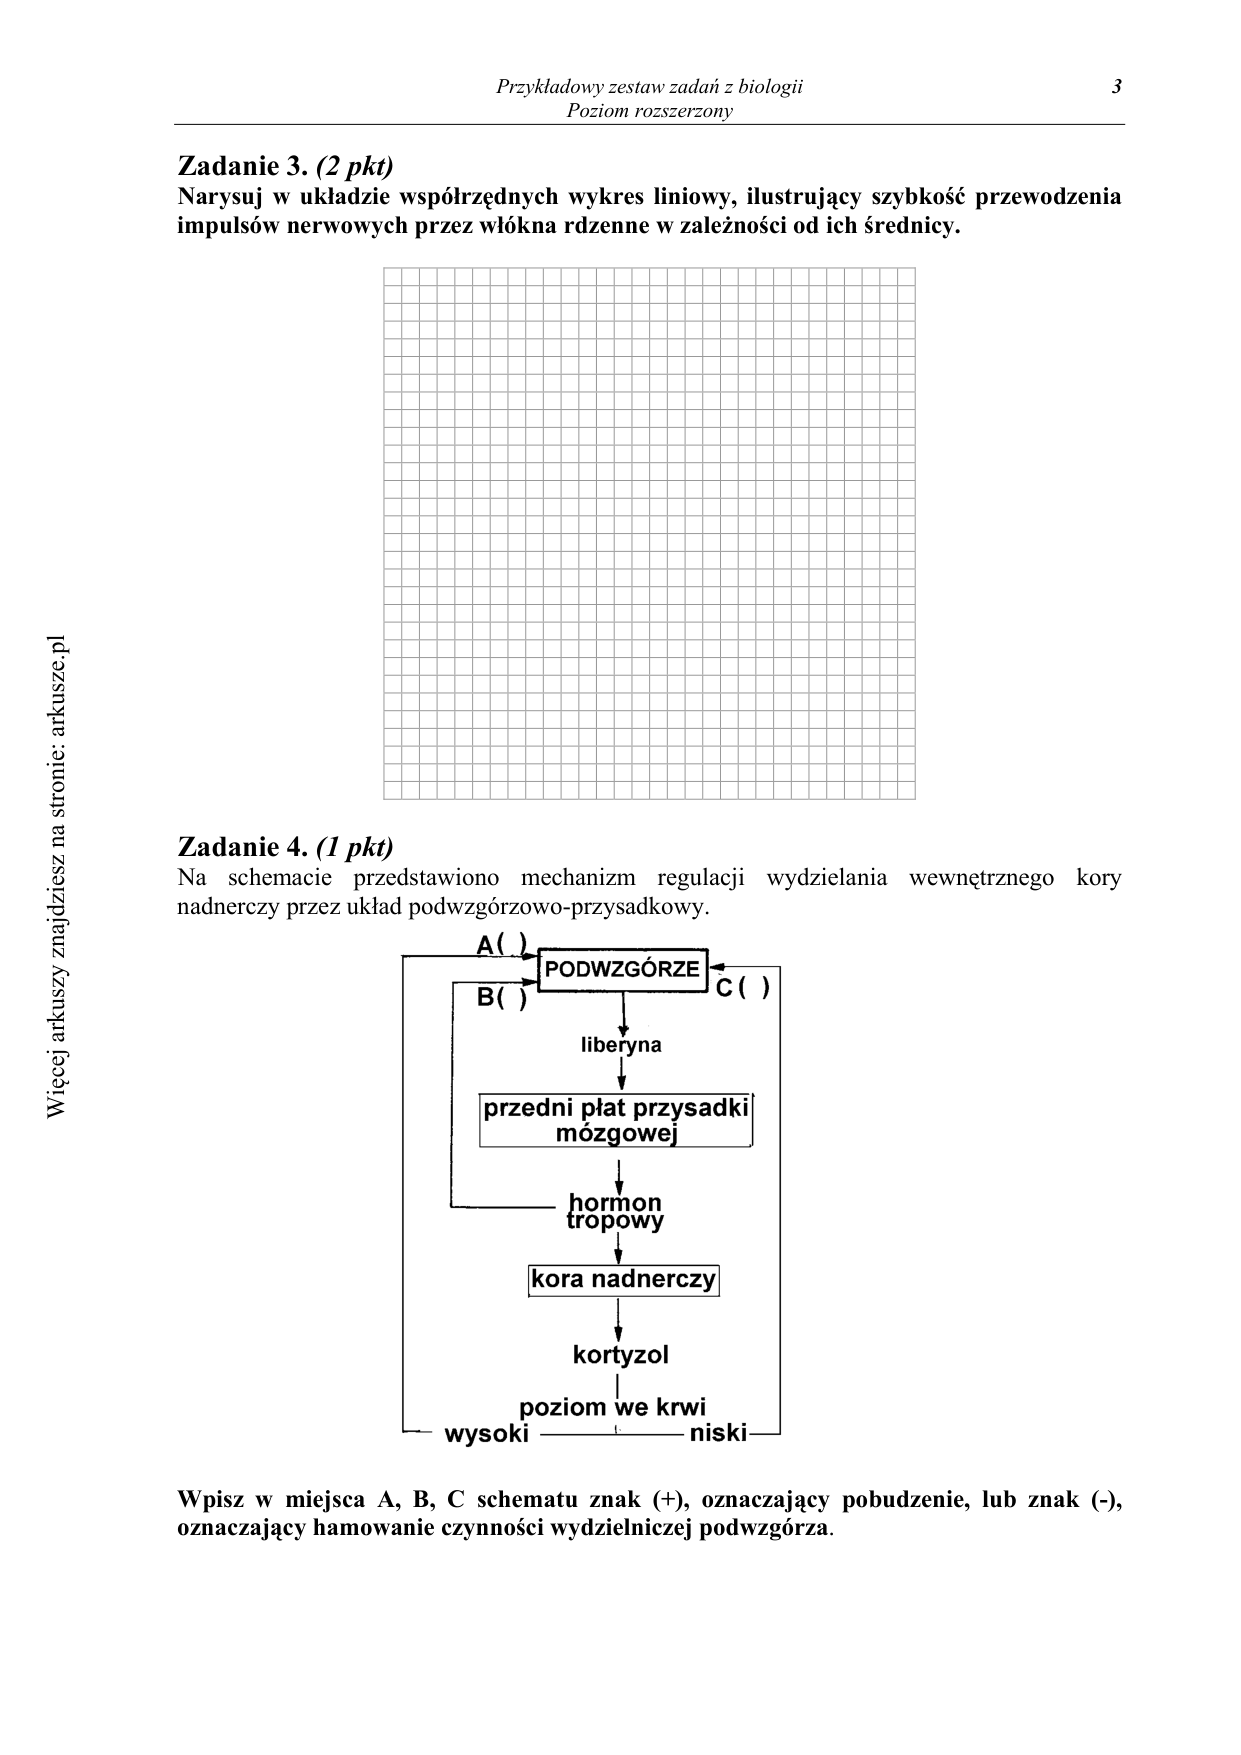 Przykładowy zestaw zadań z biologii 3
Poziom rozszerzony
Zadanie 3. (2 pkt)
Narysuj w układzie współrzędnych wykres liniowy, ilustrujący szybkość przewodzenia
impulsów nerwowych przez włókna rdzenne w zależności od ich średnicy.
Zadanie 4. (1 pkt)
Na schemacie przedstawiono mechanizm regulacji wydzielania wewnętrznego kory
nadnerczy przez układ podwzgórzowo-przysadkowy.
A( )
PODWZGÓRZE
B( )
C( )
liberyna
przedni płat przysadki
mózgowej
hormon
tropowy
kora nadnerczy
kortyzol
poziom we krwi
wysoki niski
Wpisz w miejsca A, B, C schematu znak (+), oznaczający pobudzenie, lub znak (-),
oznaczający hamowanie czynności wydzielniczej podwzgórza.
Więcej arkuszy znajdziesz na stronie: arkusze.pl